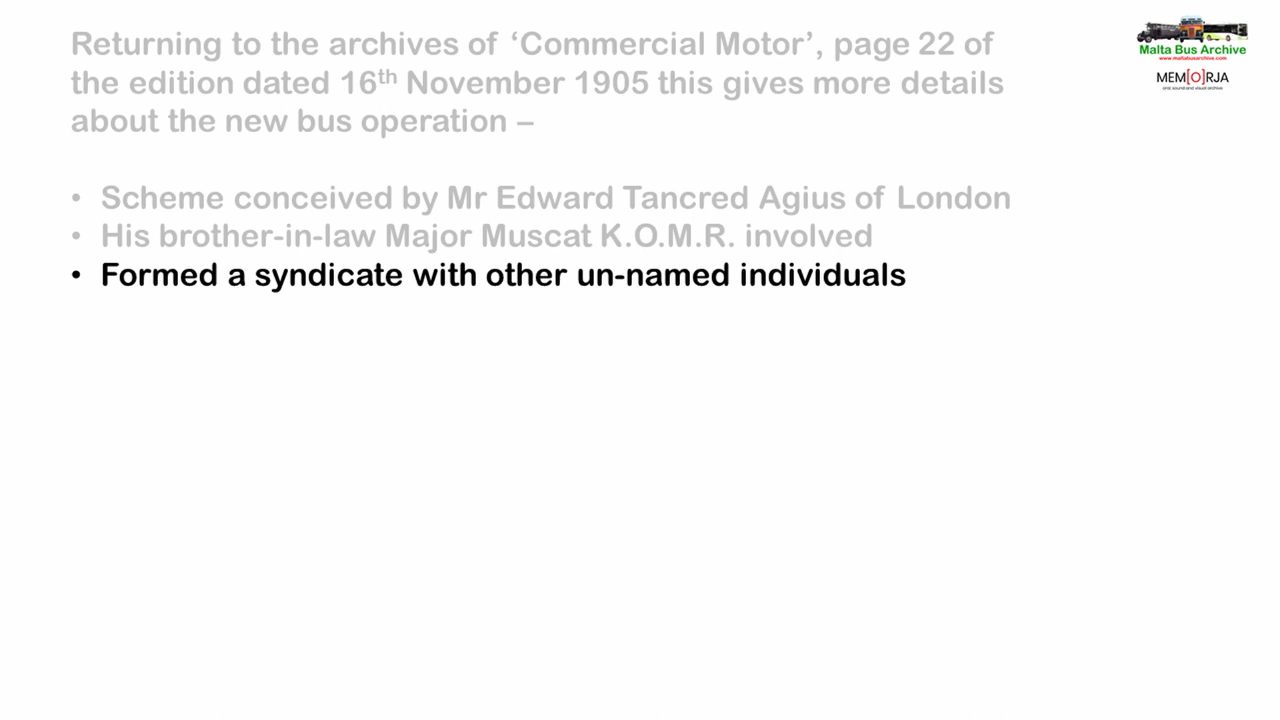 Returning to the archives of ‘Commercial Motor’, page 22 of
the edition dated 16th November 1905 this gives more details
about the new bus operation –
• Scheme conceived by Mr Edward Tancred Agius of London
• His brother-in-law Major Muscat K.O.M.R. involved
• Formed a syndicate with other un-named individuals
Malta Bus Archive
www.maltabusarchive.com
MEM[O]RJA
oral sound and visual archive